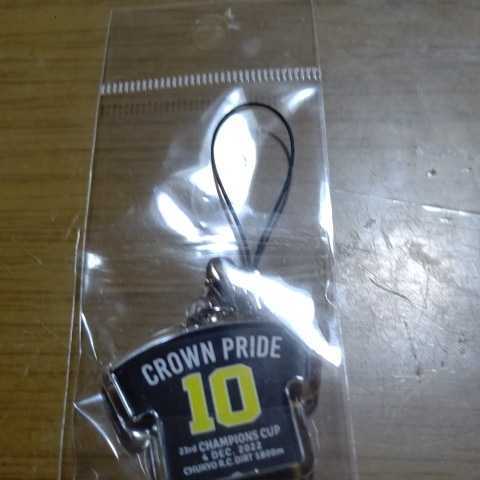 CROWN PRIDE
10
23rd CHAMPIONS CUP
4 DEC. 2022
CHUKYO R.C. DIRT 1800m